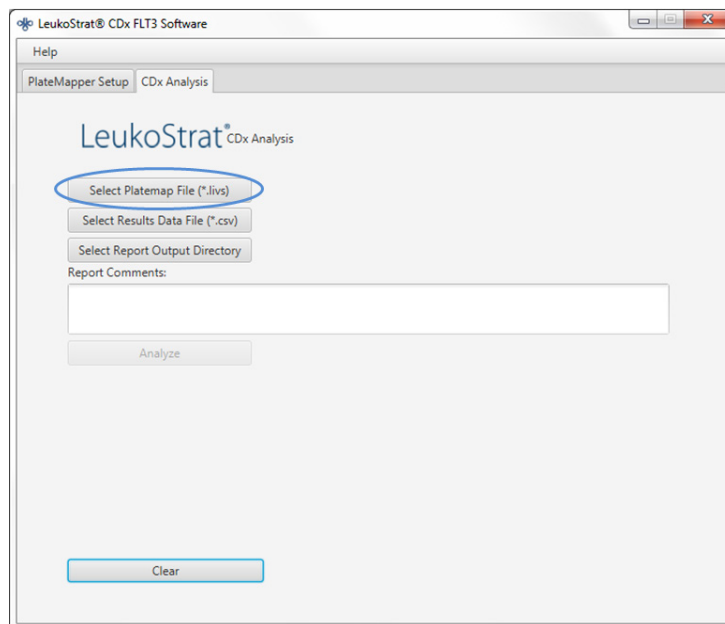 LeukoStrat® CDx FLT3 Software
Help
PlateMapper Setup CDx Analysis
LeukoStrat® CDx Analysis
Select Platemap File (*.livs)
Select Results Data File (*.csv)
Select Report Output Directory
Report Comments:
Analyze
Clear